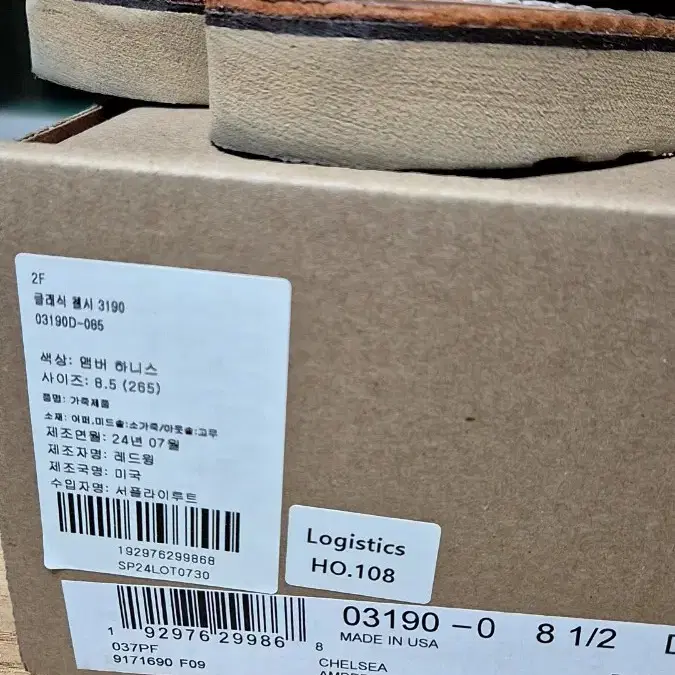 2F
클래식 첼시 3190
03190D-085
색상: 앰버 하니스
사이즈: 8.5 (265)
품명: 가죽제품
소재: 어퍼,미드솔:소가죽/아웃솔:고무
제조연월: 24년 07월
제조자명: 레드윙
제조국명: 미국
수입자명: 서플라이루트
192976299868
SP24LOT0730
Logistics
HO.108
1 92976 29986 8
03190-0 8 1/2 D
MADE IN USA
037PF
9171690 F09
CHELSEA